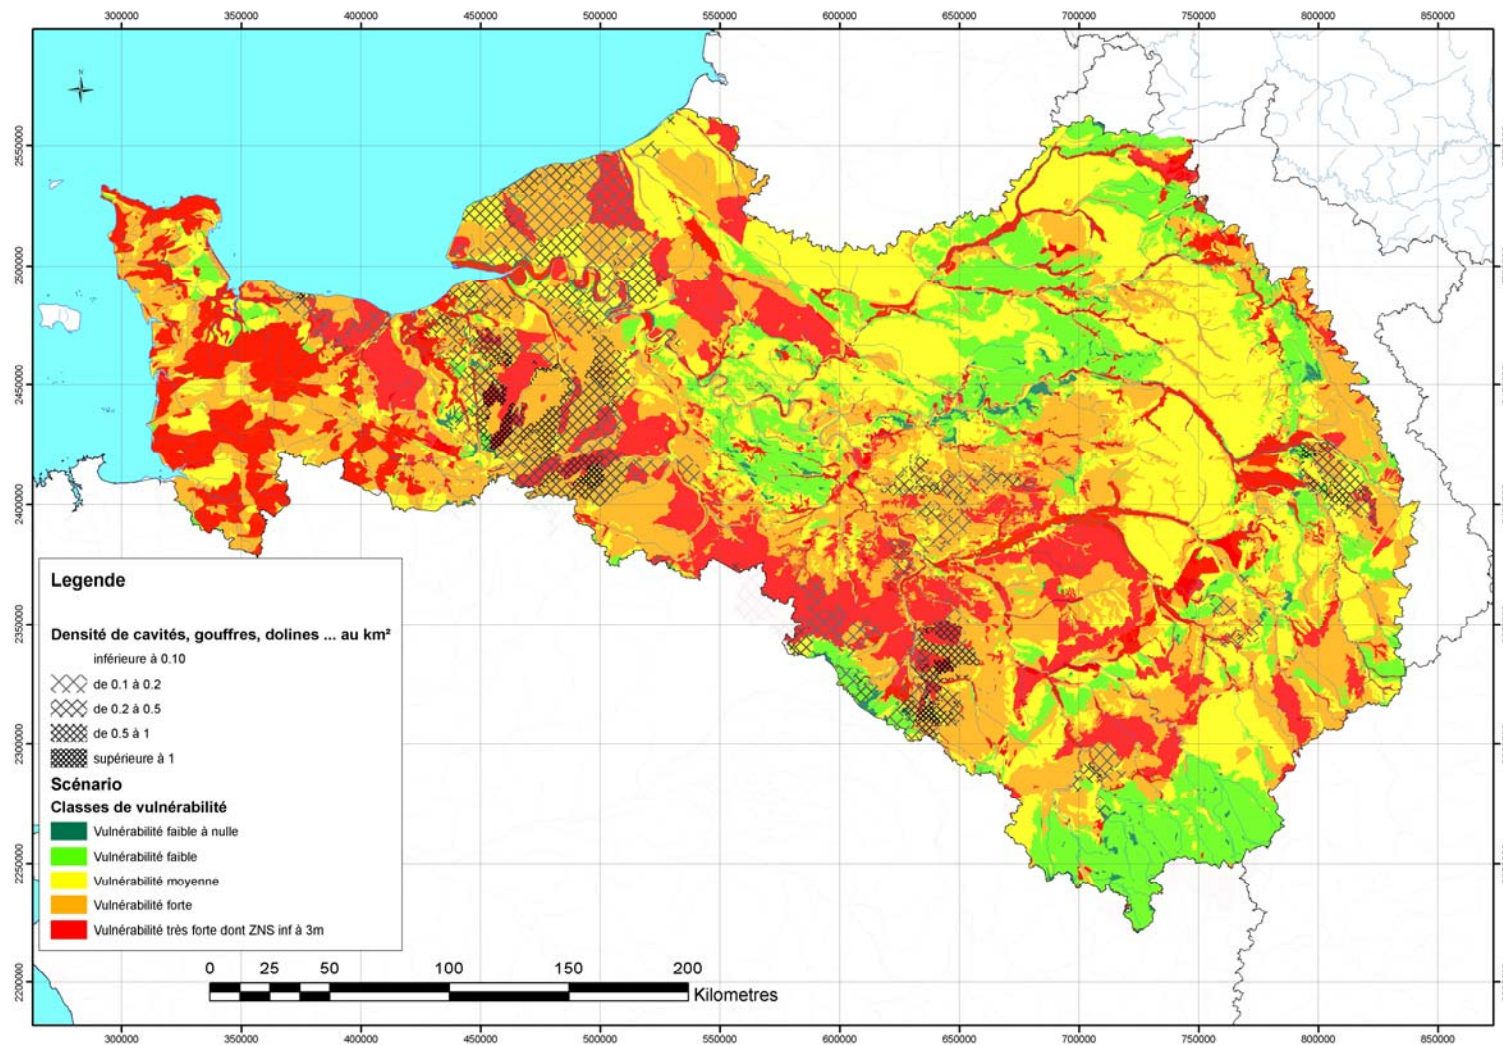 300000 350000 400000 450000 500000 550000 600000 650000 700000 750000 800000 850000
N
2550000
2500000
2450000
2400000
2350000
2300000
2250000
2200000
Legende
Densité de cavités, gouffres, dolines ... au km²
inférieure à 0.10
de 0.1 à 0.2
de 0.2 à 0.5
de 0.5 à 1
supérieure à 1
Scénario
Classes de vulnérabilité
Vulnérabilité faible à nulle
Vulnérabilité faible
Vulnérabilité moyenne
Vulnérabilité forte
Vulnérabilité très forte dont ZNS inf à 3m
0 25 50 100 150 200
Kilometres
300000 350000 400000 450000 500000 550000 600000 650000 700000 750000 800000 850000